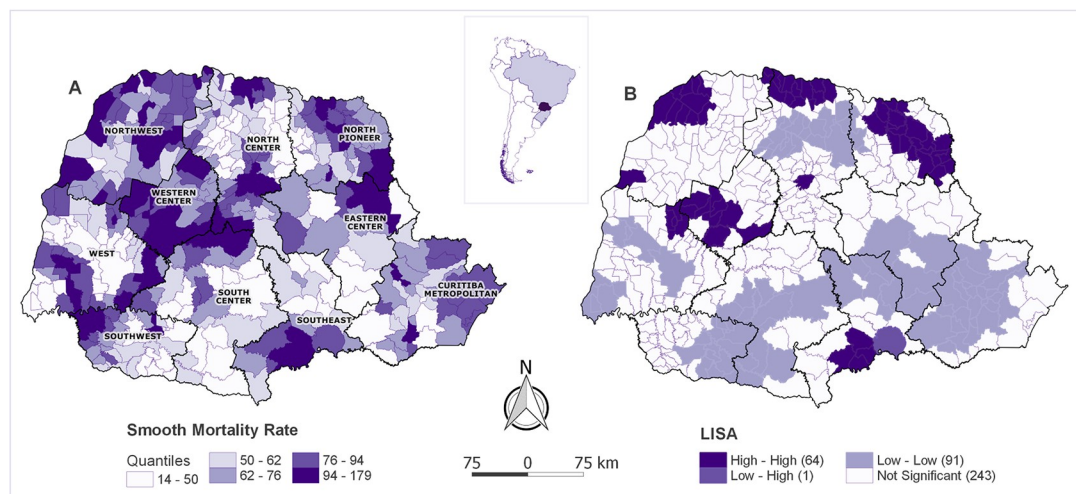 A
NORTHWEST
NORTH
CENTER
NORTH
PIONEER
WESTERN
CENTER
EASTERN
CENTER
WEST
SOUTH
CENTER
CURITIBA
METROPOLITAN
SOUTHEAST
SOUTHWEST
B
N
Smooth Mortality Rate
Quantiles
14 - 50
50 - 62
62 - 76
76 - 94
94 - 179
75 0 75 km
LISA
High - High (64)
Low - High (1)
Low - Low (91)
Not Significant (243)